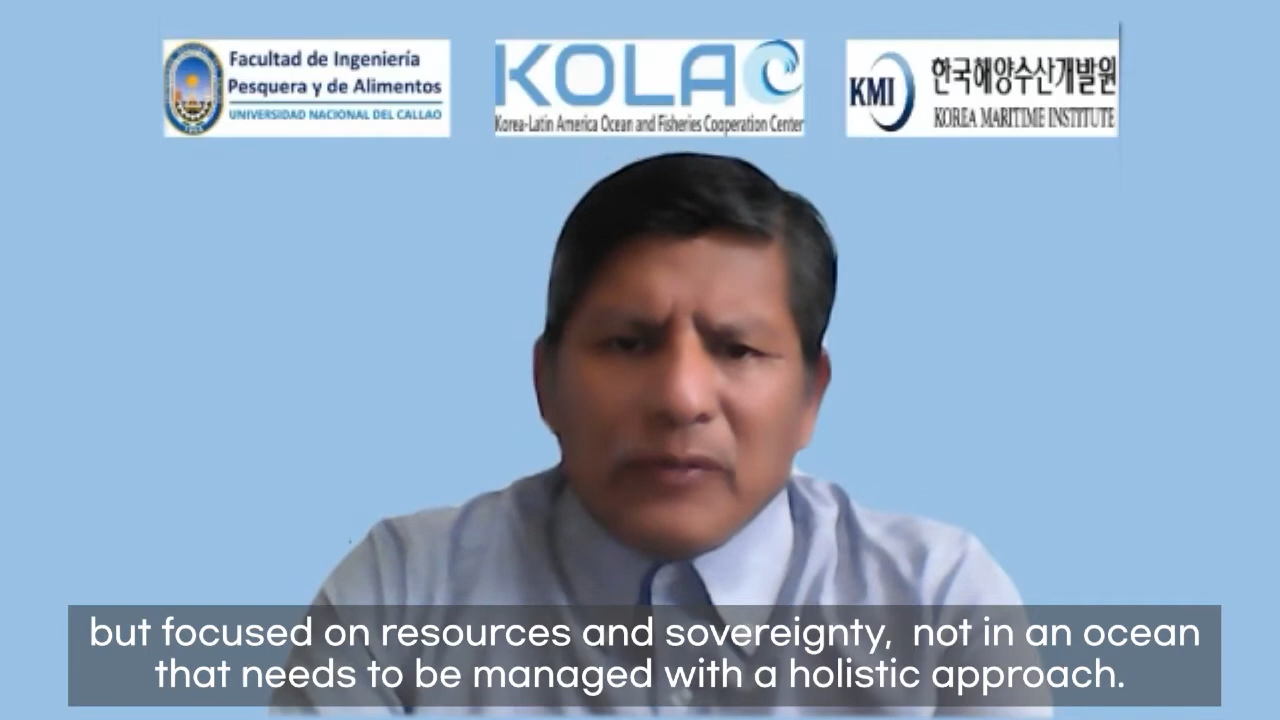 Facultad de Ingeniería
Pesquera y de Alimentos
UNIVERSIDAD NACIONAL DEL CALLAO
KOLAC
Korea-Latin America Ocean and Fisheries Cooperation Center
KMI
한국해양수산개발원
KOREA MARITIME INSTITUTE
but focused on resources and sovereignty, not in an ocean
that needs to be managed with a holistic approach.